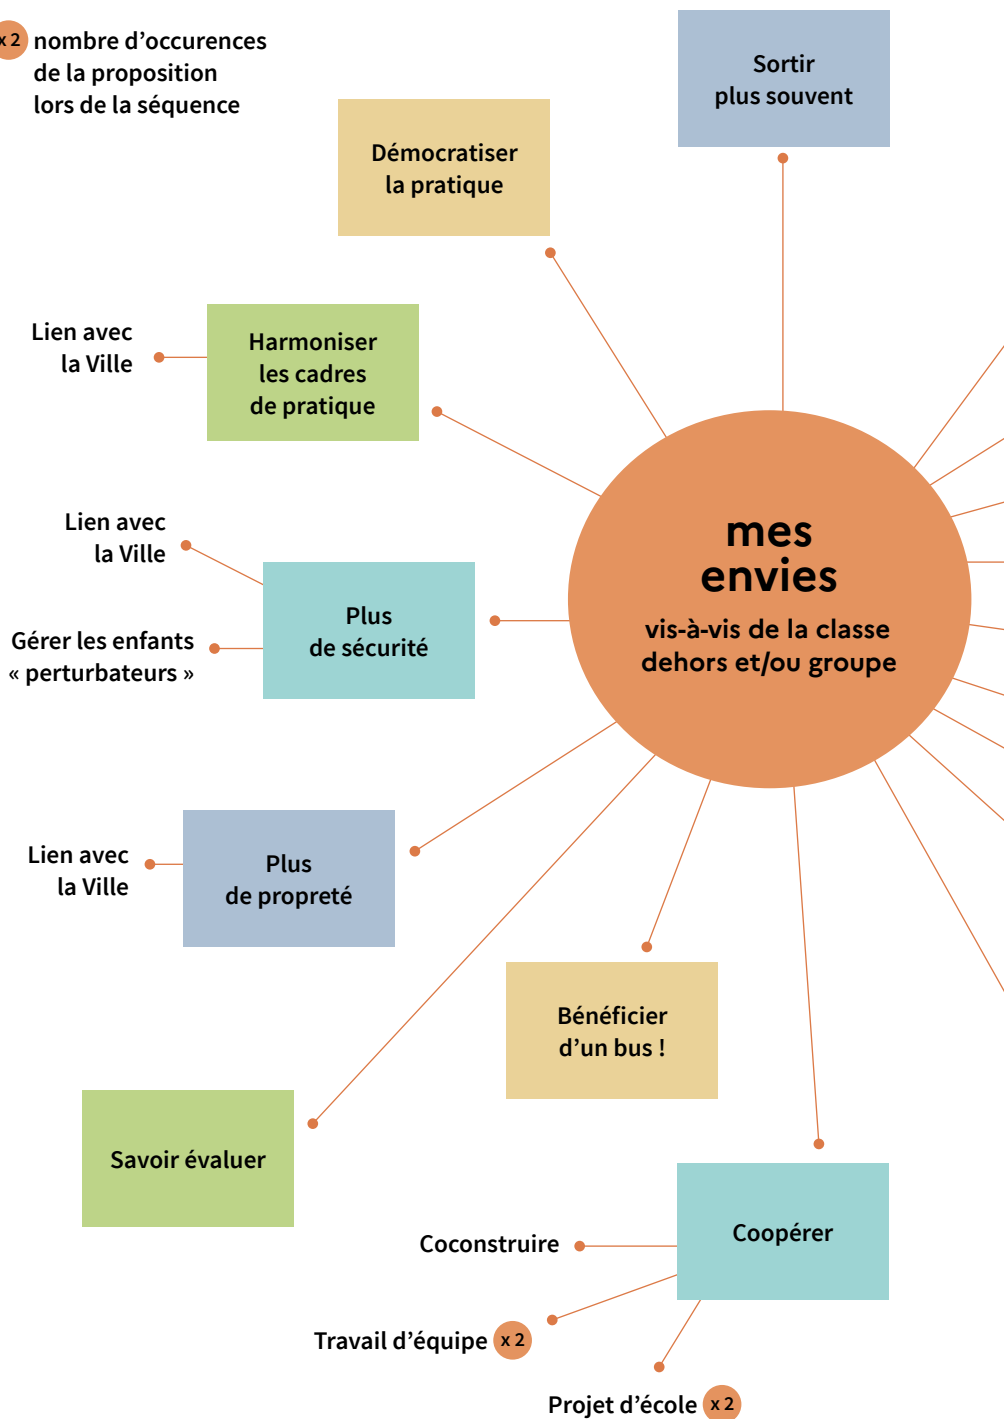 x 2 nombre d’occurences
de la proposition
lors de la séquence
Sortir
plus souvent
Démocratiser
la pratique
Lien avec
la Ville
Harmoniser
les cadres
de pratique
Lien avec
la Ville
Gérer les enfants
« perturbateurs »
Plus
de sécurité
mes
envies
vis-à-vis de la classe
dehors et/ou groupe
Lien avec
la Ville
Plus
de propreté
Bénéficier
d’un bus !
Savoir évaluer
Coopérer
Coconstruire
Travail d’équipe x 2
Projet d’école x 2